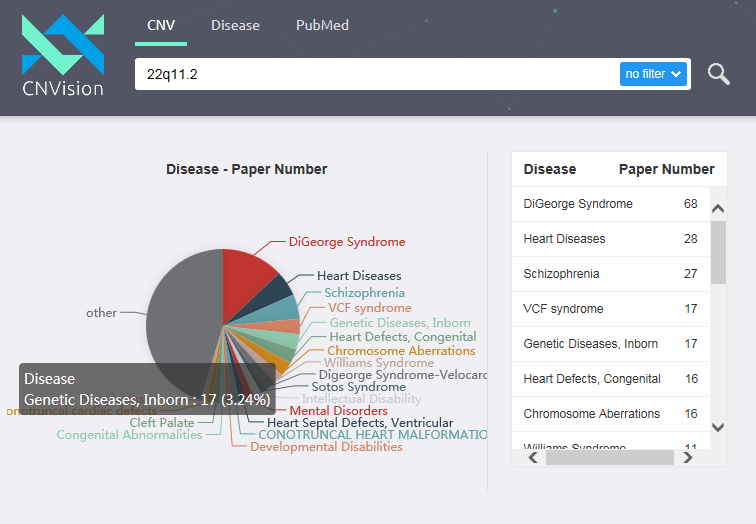 CNVision
CNV Disease PubMed
22q11.2
no filter
Disease - Paper Number
DiGeorge Syndrome
Heart Diseases
Schizophrenia
VCF syndrome
Genetic Diseases, Inborn
Heart Defects, Congenital
Chromosome Aberrations
Williams Syndrome
Digeorge Syndrome-Velocard
Sotos Syndrome
Intellectual Disability
Mental Disorders
Heart Septal Defects, Ventricular
CONOTRUNCAL HEART MALFORMATIO
Developmental Disabilities
other
Disease
Genetic Diseases, Inborn : 17 (3.24%)
onotruncal cardiac defects
Cleft Palate
Congenital Abnormalities
Disease Paper Number
DiGeorge Syndrome 68
Heart Diseases 28
Schizophrenia 27
VCF syndrome 17
Genetic Diseases, Inborn 17
Heart Defects, Congenital 16
Chromosome Aberrations 16
Williams Syndrome 11